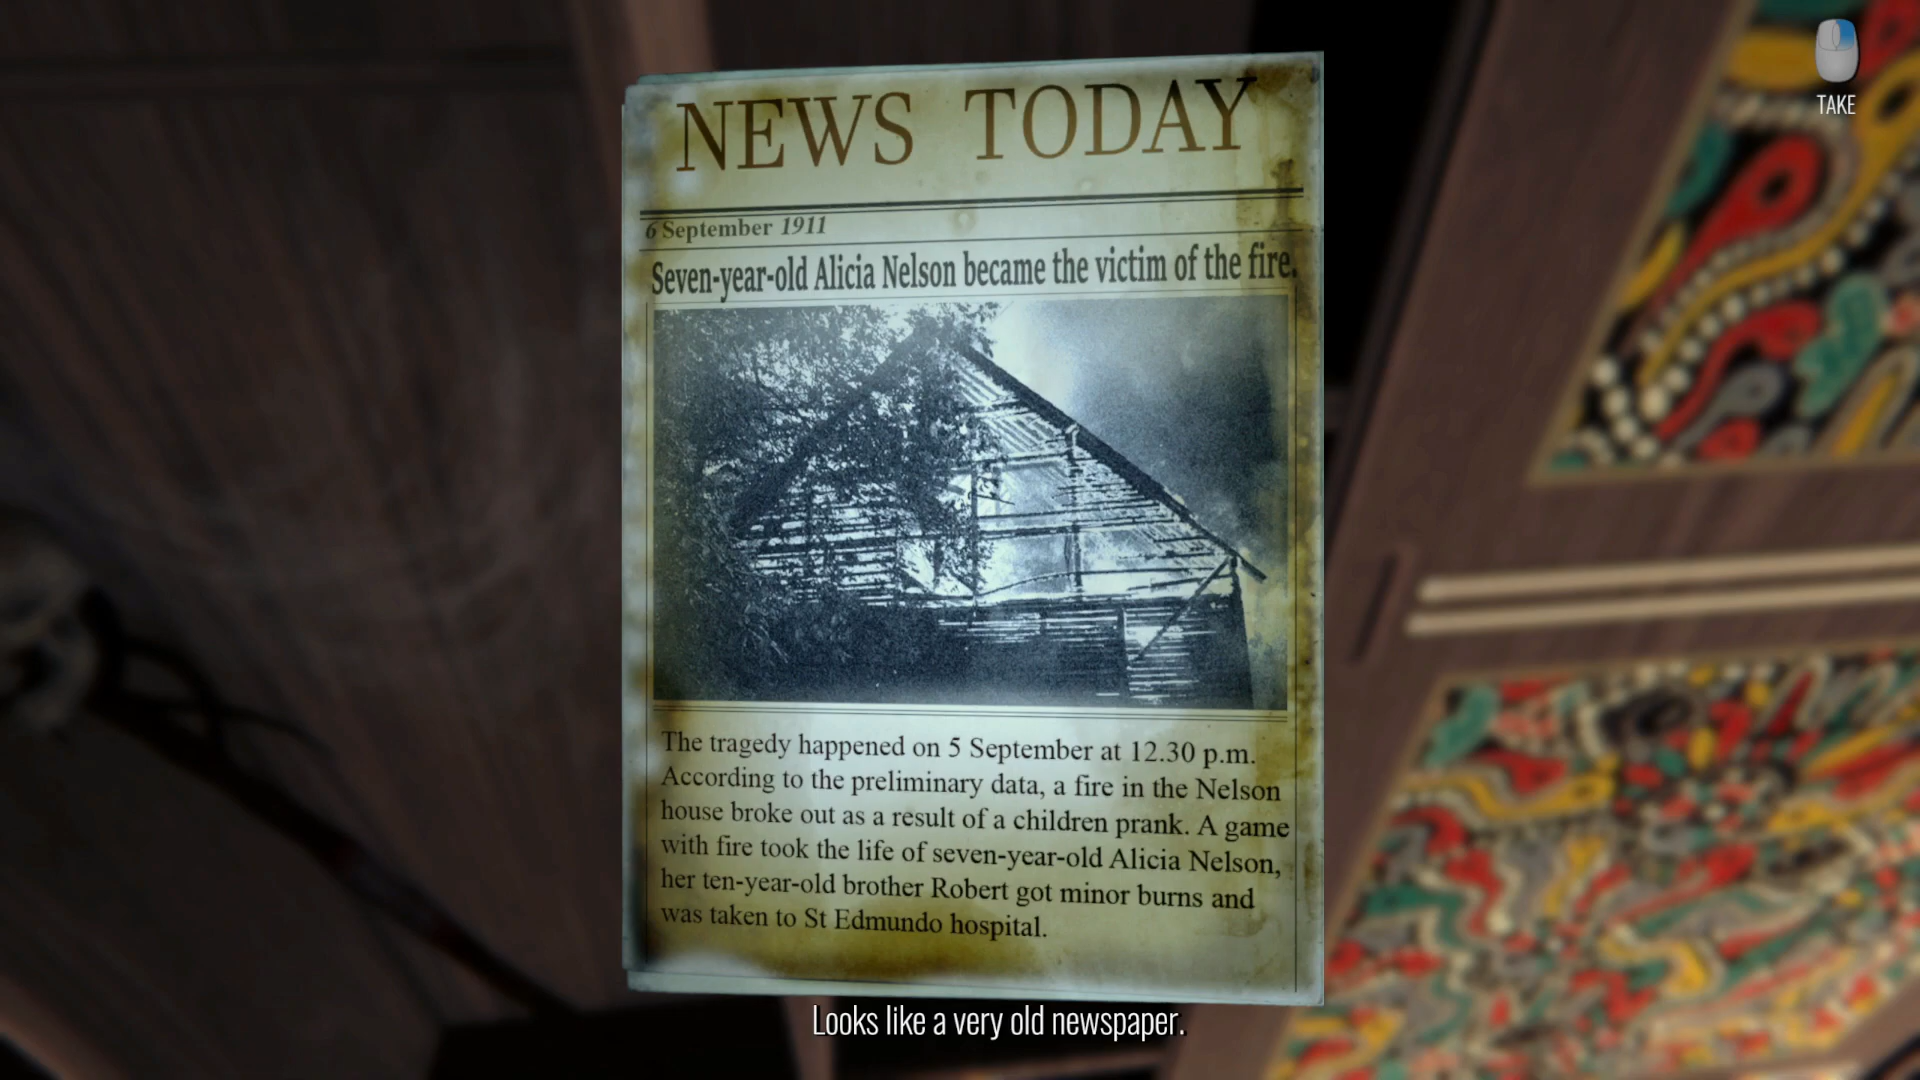 NEWS TODAY
TAKE
6 September 1911
Seven-year-old Alicia Nelson became the victim of the fire.
The tragedy happened on 5 September at 12.30 p.m.
According to the preliminary data, a fire in the Nelson
house broke out as a result of a children prank. A game
with fire took the life of seven-year-old Alicia Nelson,
her ten-year-old brother Robert got minor burns and
was taken to St Edmundo hospital.
Looks like a very old newspaper.